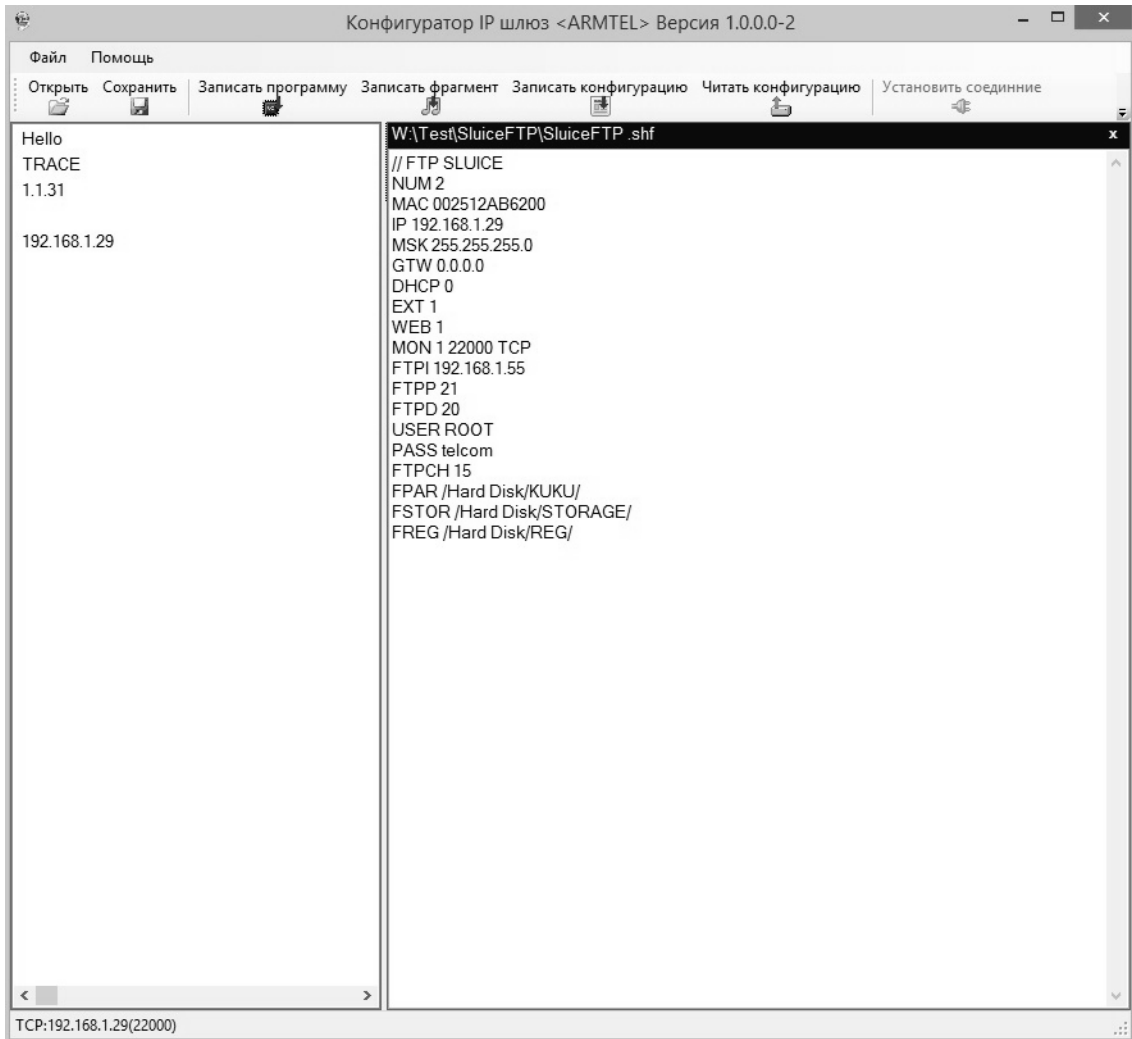 Конфигуратор IP шлюз <ARMTEL> Версия 1.0.0.0-2
Файл Помощь
Открыть Сохранить Записать программу Записать фрагмент Записать конфигурацию Читать конфигурацию Установить соединние
Hello
TRACE
1.1.31
192.168.1.29
W:\Test\SluiceFTP\SluiceFTP .shf x
// FTP SLUICE
NUM 2
MAC 002512AB6200
IP 192.168.1.29
MSK 255.255.255.0
GTW 0.0.0.0
DHCP 0
EXT 1
WEB 1
MON 1 22000 TCP
FTPI 192.168.1.55
FTPP 21
FTPD 20
USER ROOT
PASS telcom
FTPCH 15
FPAR /Hard Disk/KUKU/
FSTOR /Hard Disk/STORAGE/
FREG /Hard Disk/REG/
TCP:192.168.1.29(22000)